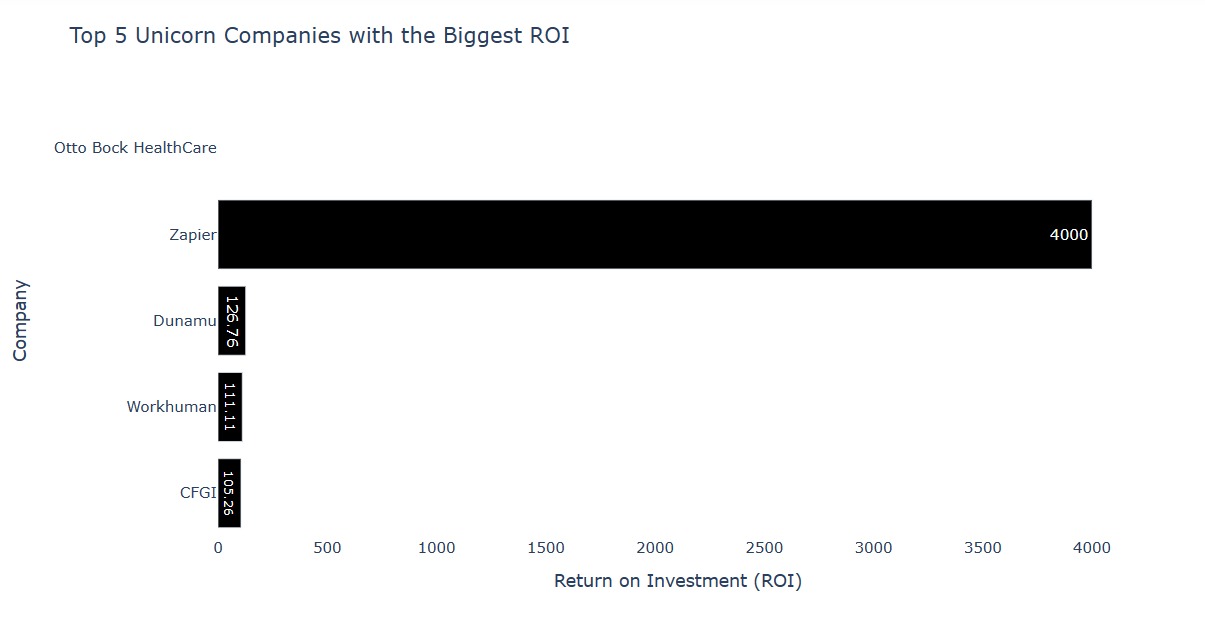 Top 5 Unicorn Companies with the Biggest ROI
Otto Bock HealthCare
Zapier
4000
Dunamu
126.76
Company
Workhuman
111.11
CFGI
105.26
0 500 1000 1500 2000 2500 3000 3500 4000
Return on Investment (ROI)